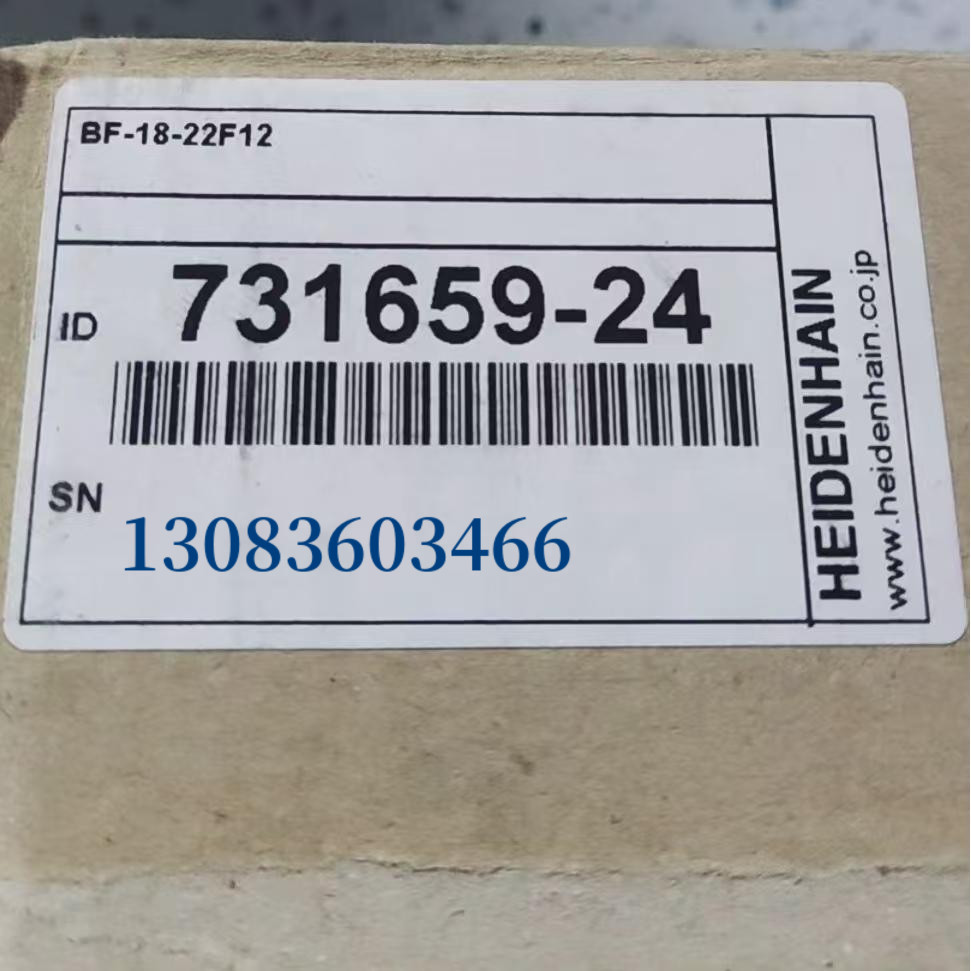 BF-18-22F12
ID 731659-24
SN
13083603466
HEIDENHAIN
www.heidenhain.co.jp